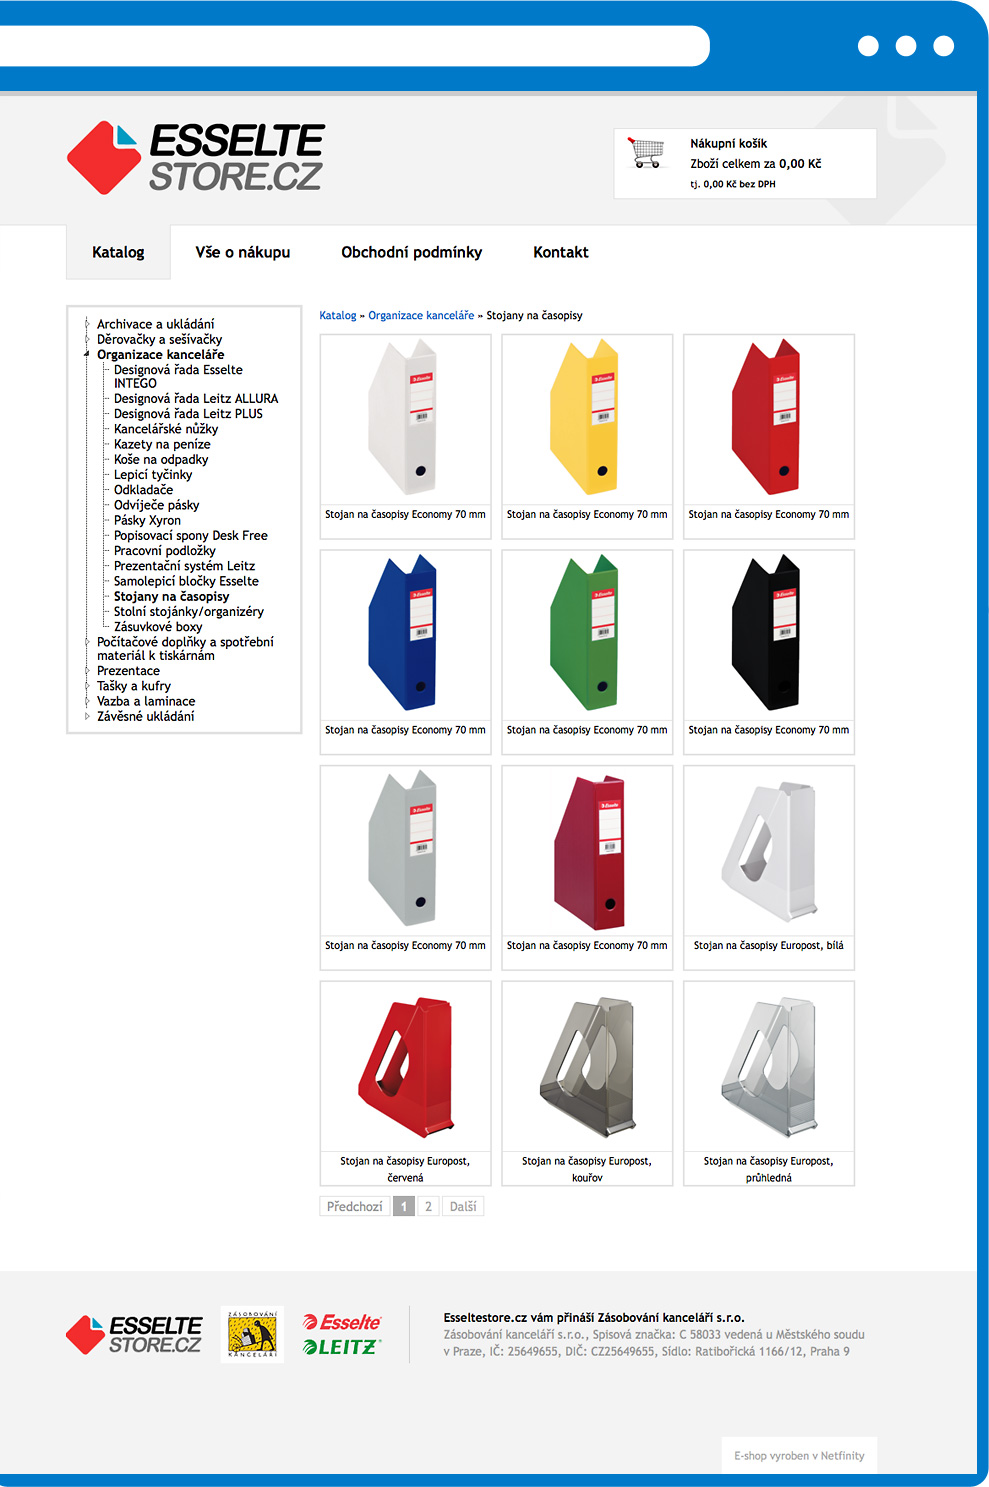 ESSELTE
STORE.CZ
Nákupní košík
Zboží celkem za 0,00 Kč
tj. 0,00 Kč bez DPH
Katalog
Vše o nákupu
Obchodní podmínky
Kontakt
Archivace a ukládání
Děrovačky a sešívačky
Organizace kanceláře
Designová řada Esselte
INTEGO
Designová řada Leitz ALLURA
Designová řada Leitz PLUS
Kancelářské nůžky
Kazety na peníze
Koše na odpadky
Lepicí tyčinky
Odkladače
Odvíječe pásky
Pásky Xyron
Popisovací spony Desk Free
Pracovní podložky
Prezentační systém Leitz
Samolepicí bločky Esselte
Stojany na časopisy
Stolní stojánky/organizéry
Zásuvkové boxy
Počítačové doplňky a spotřební
materiál k tiskárnám
Prezentace
Tašky a kufry
Vazba a laminace
Závěsné ukládání
Katalog » Organizace kanceláře » Stojany na časopisy
Esselte
Esselte
Esselte
Stojan na časopisy Economy 70 mm
Stojan na časopisy Economy 70 mm
Stojan na časopisy Economy 70 mm
Esselte
Esselte
Esselte
Stojan na časopisy Economy 70 mm
Stojan na časopisy Economy 70 mm
Stojan na časopisy Economy 70 mm
Esselte
Esselte
Stojan na časopisy Economy 70 mm
Stojan na časopisy Economy 70 mm
Stojan na časopisy Europost, bílá
Stojan na časopisy Europost,
červená
Stojan na časopisy Europost,
kouřov
Stojan na časopisy Europost,
průhledná
Předchozí 1 2 Další
ESSELTE
STORE.CZ
ZÁSOBOVÁNÍ
KANCELÁŘÍ
Esselte
LEITZ
Esseltestore.cz vám přináší Zásobování kanceláří s.r.o.
Zásobování kanceláří s.r.o., Spisová značka: C 58033 vedená u Městského soudu
v Praze, IČ: 25649655, DIČ: CZ25649655, Sídlo: Ratibořická 1166/12, Praha 9
E-shop vyroben v Netfinity